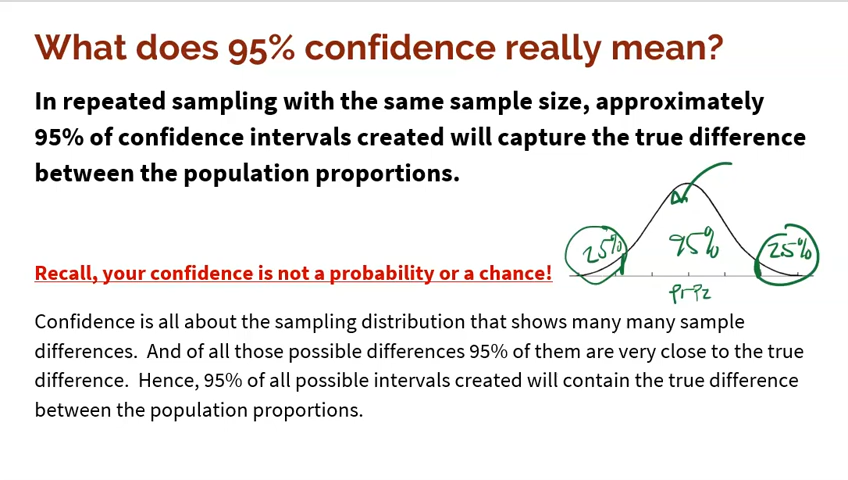 What does 95% confidence really mean?
In repeated sampling with the same sample size, approximately
95% of confidence intervals created will capture the true difference
between the population proportions.
25%
95%
25%
P1-P2
Recall, your confidence is not a probability or a chance!
Confidence is all about the sampling distribution that shows many many sample
differences.  And of all those possible differences 95% of them are very close to the true
difference.  Hence, 95% of all possible intervals created will contain the true difference
between the population proportions.